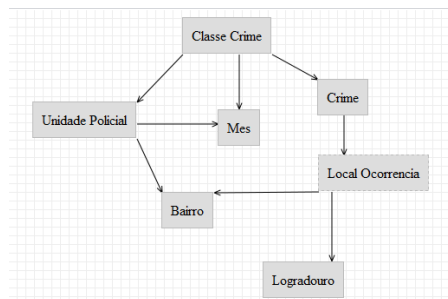 Classe Crime
Crime
Unidade Policial
Mes
Local Ocorrencia
Bairro
Logradouro